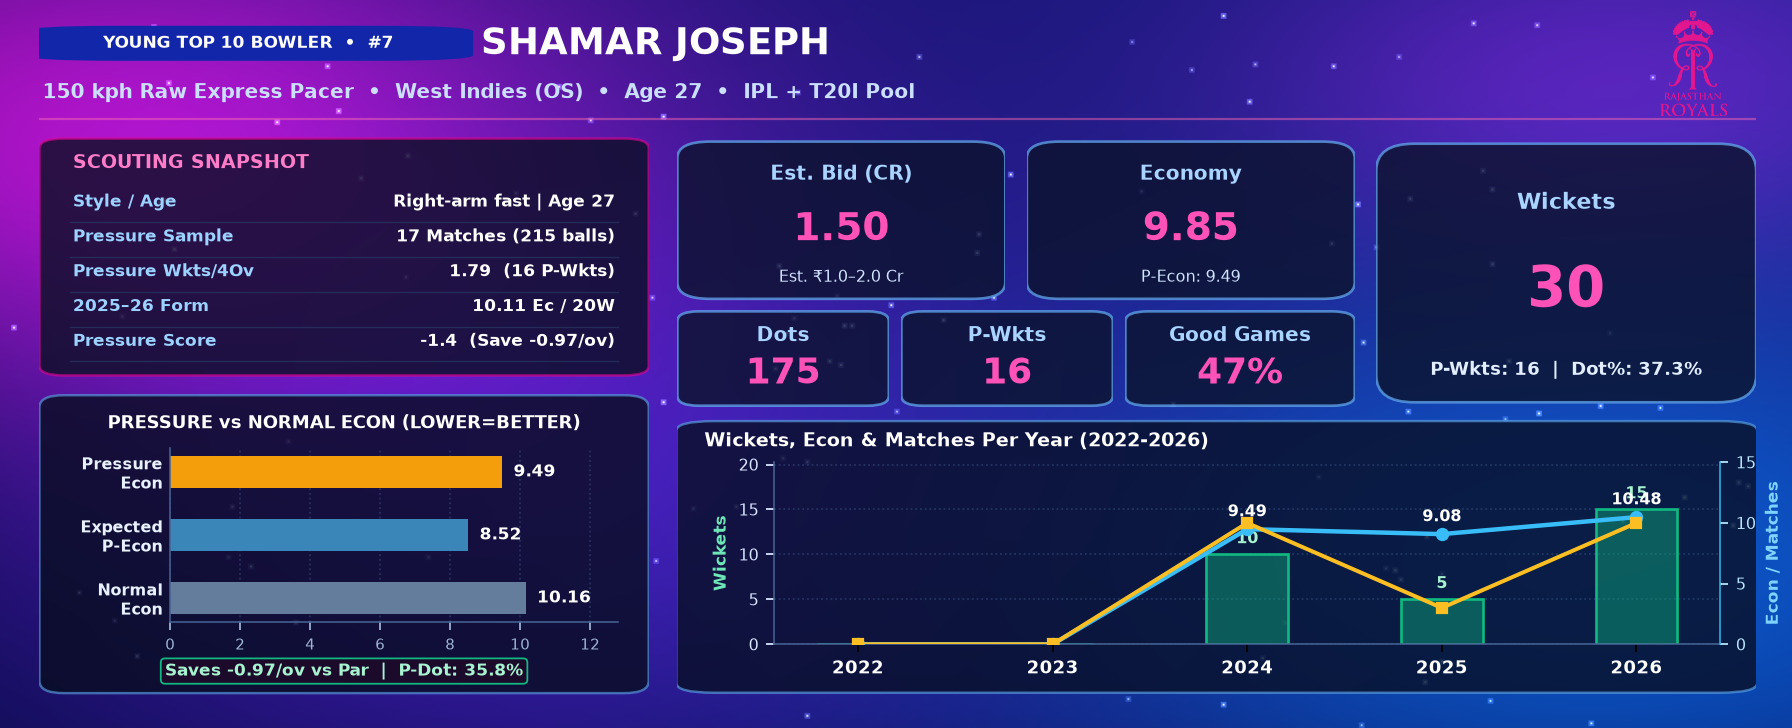 YOUNG TOP 10 BOWLER • #7
SHAMAR JOSEPH
150 kph Raw Express Pacer • West Indies (OS) • Age 27 • IPL + T20I Pool
RAJASTHAN
ROYALS
SCOUTING SNAPSHOT
Style / Age Right-arm fast | Age 27
Pressure Sample 17 Matches (215 balls)
Pressure Wkts/4Ov 1.79 (16 P-Wkts)
2025–26 Form 10.11 Ec / 20W
Pressure Score -1.4 (Save -0.97/ov)
Est. Bid (CR)
1.50
Est. ₹1.0–2.0 Cr
Economy
9.85
P-Econ: 9.49
Wickets
30
P-Wkts: 16 | Dot%: 37.3%
Dots
175
P-Wkts
16
Good Games
47%
PRESSURE vs NORMAL ECON (LOWER=BETTER)
Pressure
Econ
9.49
Expected
P-Econ
8.52
Normal
Econ
10.16
0 2 4 6 8 10 12
Saves -0.97/ov vs Par | P-Dot: 35.8%
Wickets, Econ & Matches Per Year (2022-2026)
Wickets
20
15
10
5
0
9.49
10
9.08
5
15
10.48
15
10
5
0
Econ / Matches
2022 2023 2024 2025 2026